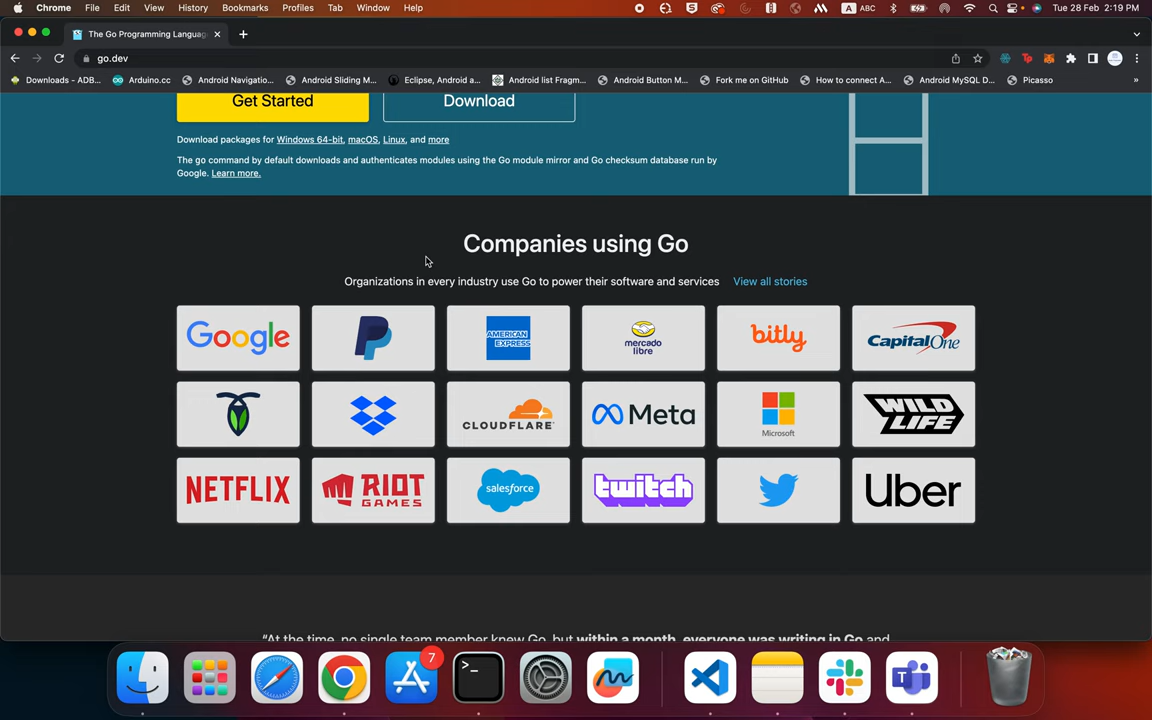 Chrome File Edit View History Bookmarks Profiles Tab Window Help A ABC Tue 28 Feb 2:19 PM
The Go Programming Languag
go.dev
Downloads - ADB... Arduino.cc Android Navigatio... Android Sliding M... Eclipse, Android a... Android list Fragm... Android Button M... Fork me on GitHub How to connect A... Android MySQL D... Picasso »
Get Started Download
Download packages for Windows 64-bit, macOS, Linux, and more
The go command by default downloads and authenticates modules using the Go module mirror and Go checksum database run by
Google. Learn more.
Companies using Go
Organizations in every industry use Go to power their software and services View all stories
Google AMERICAN EXPRESS mercado libre bitly Capital One
CLOUDFLARE Meta Microsoft WILD LIFE
NETFLIX RIOT GAMES salesforce twitch Uber
"At the time, no single team member knew Go, but within a month, everyone was writing in Go and
7
>_